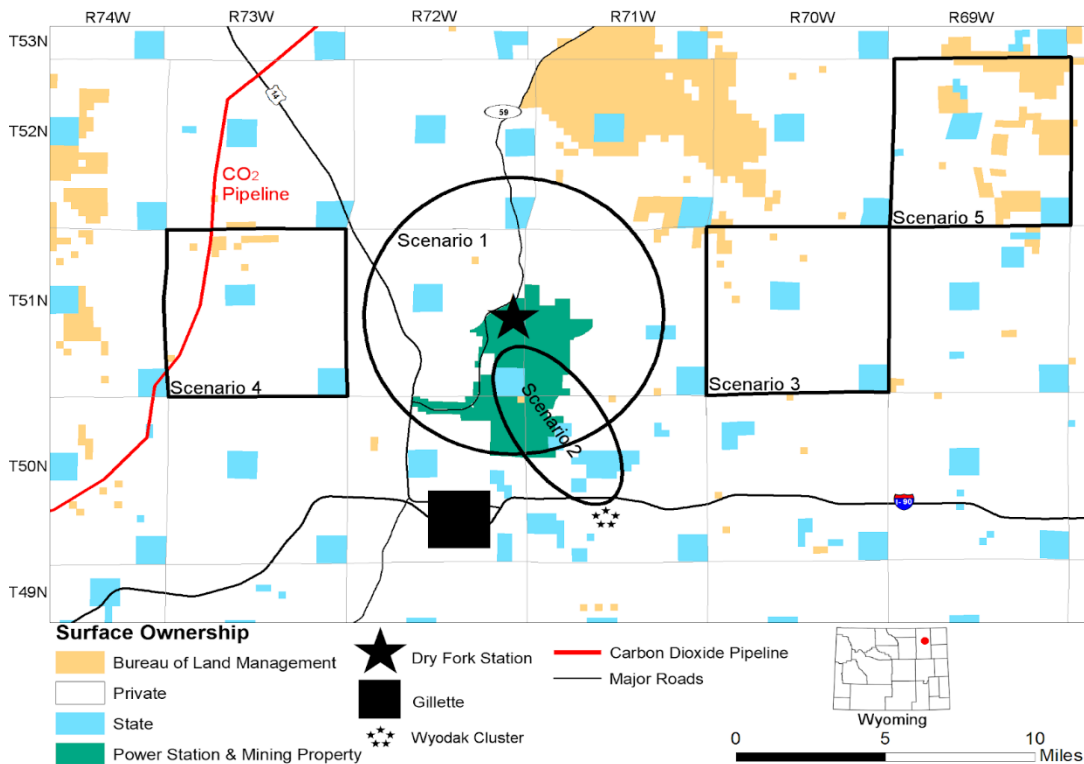 R74W R73W R72W R71W R70W R69W
T53N
T52N
T51N
T50N
T49N
14
59
CO₂
Pipeline
Scenario 1
Scenario 5
Scenario 4
Scenario 3
Scenario 2
I-90
Surface Ownership
Bureau of Land Management
Private
State
Power Station & Mining Property
Dry Fork Station
Gillette
Wyodak Cluster
Carbon Dioxide Pipeline
Major Roads
Wyoming
0 5 10
Miles